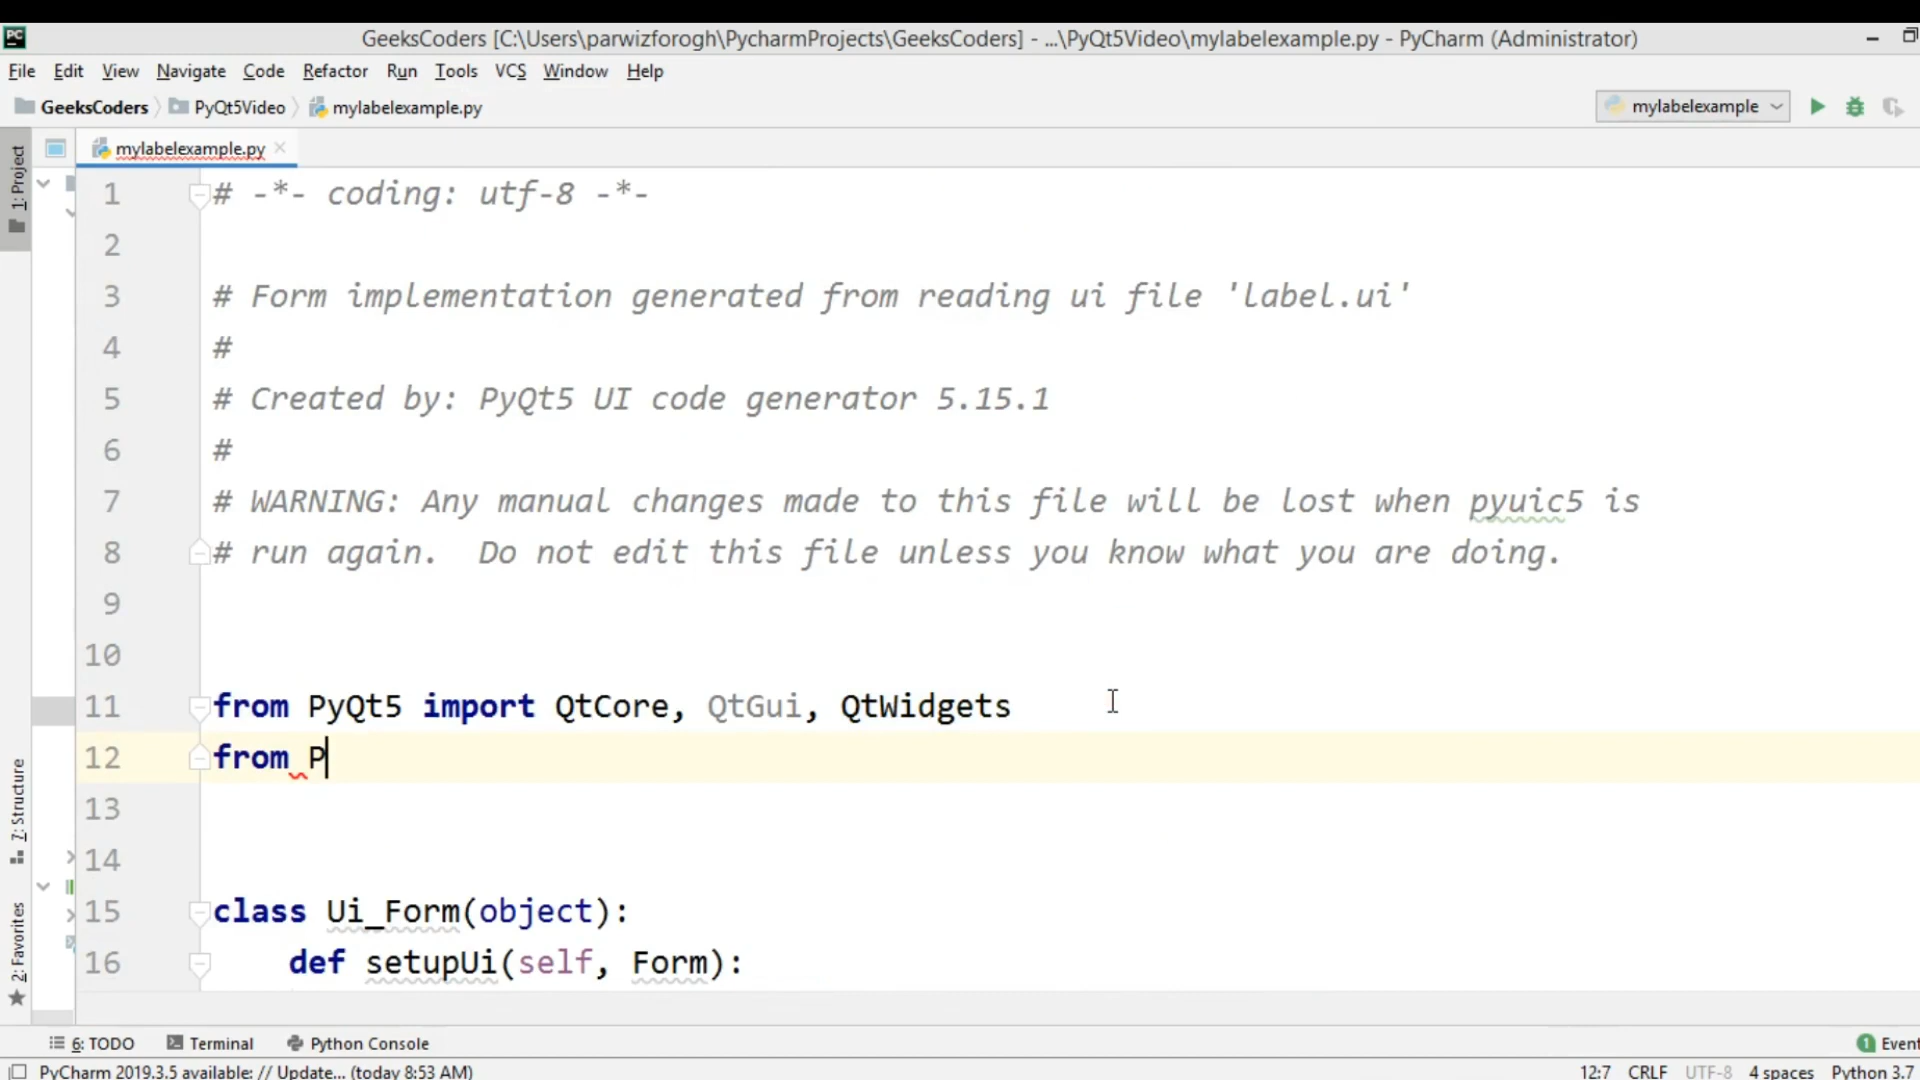 PC GeeksCoders [C:\Users\parwizforogh\PycharmProjects\GeeksCoders] - ...\PyQt5Video\mylabelexample.py - PyCharm (Administrator)
File Edit View Navigate Code Refactor Run Tools VCS Window Help
GeeksCoders PyQt5Video mylabelexample.py mylabelexample
1: Project
mylabelexample.py
1 # -*- coding: utf-8 -*-
2
3 # Form implementation generated from reading ui file 'label.ui'
4 #
5 # Created by: PyQt5 UI code generator 5.15.1
6 #
7 # WARNING: Any manual changes made to this file will be lost when pyuic5 is
8 # run again.  Do not edit this file unless you know what you are doing.
9
10
11 from PyQt5 import QtCore, QtGui, QtWidgets
12 from P
13
14
15 class Ui_Form(object):
16     def setupUi(self, Form):
7: Structure
2: Favorites
6: TODO Terminal Python Console 1 Event
PyCharm 2019.3.5 available: // Update... (today 8:53 AM) 12:7 CRLF UTF-8 4 spaces Python 3.7